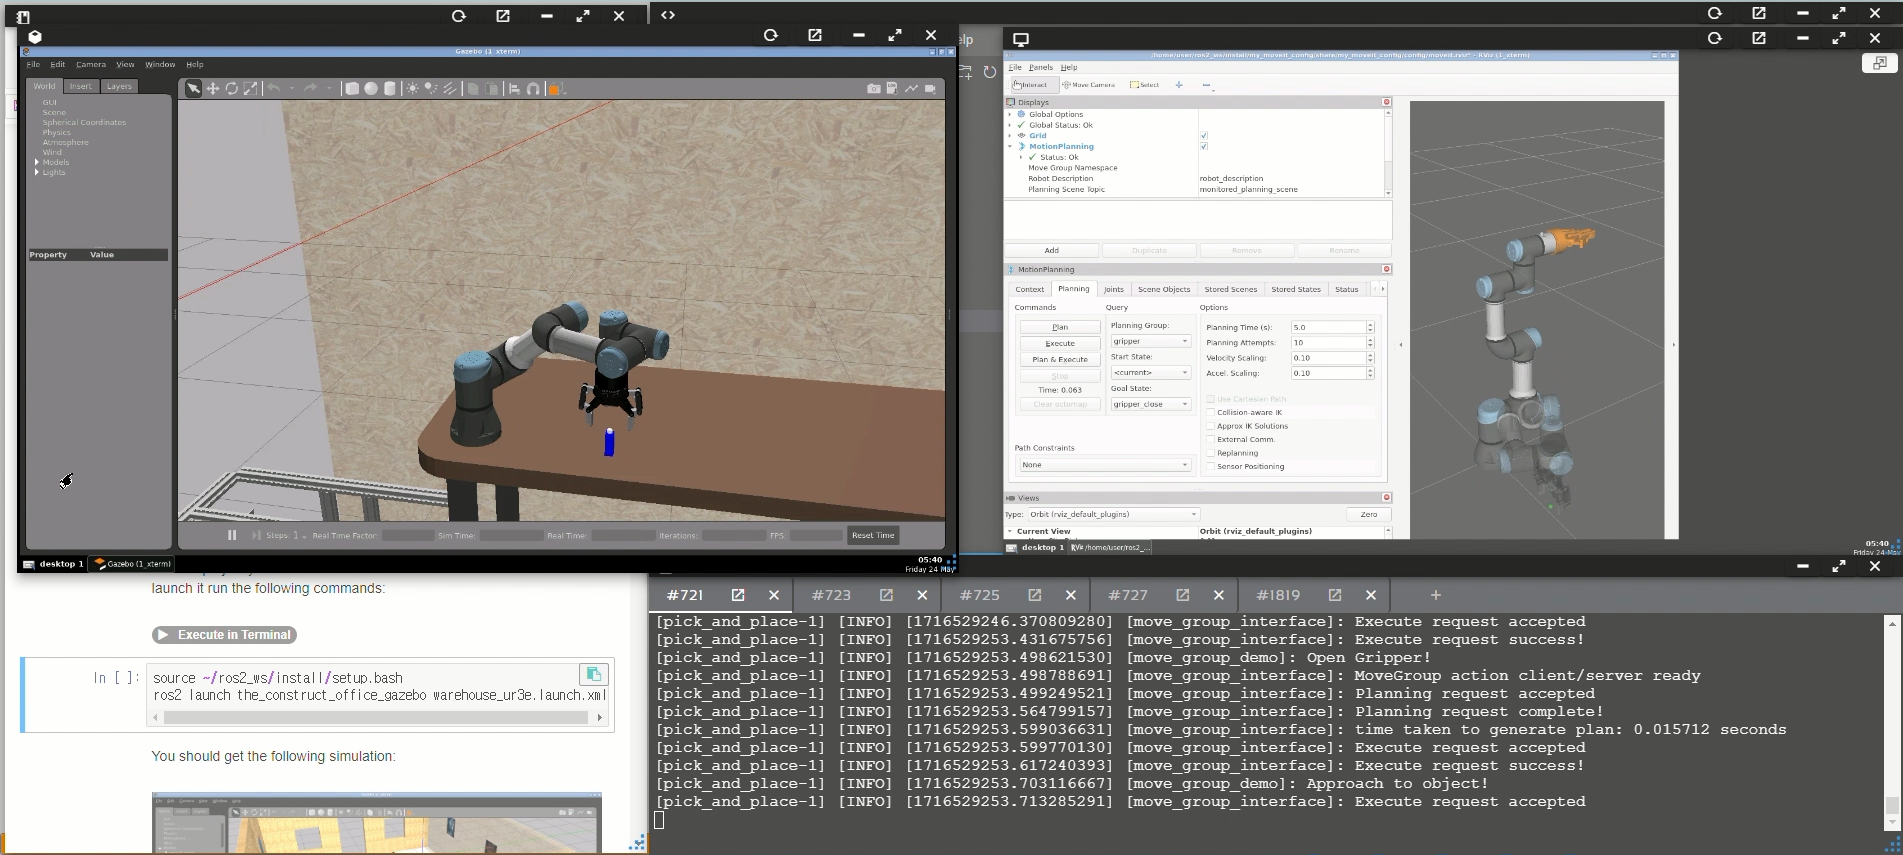 Gazebo (1_xterm)
File Edit Camera View Window Help
World Insert Layers
GUI
Scene
Spherical Coordinates
Physics
Atmosphere
Wind
Models
Lights
Property Value
Steps: 1 Real Time Factor: Sim Time: Real Time: Iterations: FPS: Reset Time
desktop 1 Gazebo (1_xterm)
05:40
Friday 24 May
launch it run the following commands:
Execute in Terminal
In [ ]: source ~/ros2_ws/install/setup.bash
ros2 launch the_construct_office_gazebo warehouse_ur3e.launch.xml
You should get the following simulation:
elp
/home/user/ros2_ws/install/my_moveit_config/share/my_moveit_config/config/moveit.rviz* - RViz (1_xterm)
File Panels Help
Interact Move Camera Select
Displays
Global Options
Global Status: Ok
Grid
MotionPlanning
Status: Ok
Move Group Namespace
Robot Description robot_description
Planning Scene Topic monitored_planning_scene
Add Duplicate Remove Rename
MotionPlanning
Context Planning Joints Scene Objects Stored Scenes Stored States Status
Commands Query Options
Plan Planning Group: Planning Time (s): 5.0
Execute gripper Planning Attempts: 10
Plan & Execute Start State: Velocity Scaling: 0.10
Stop <current> Accel. Scaling: 0.10
Time: 0.063 Goal State:
Clear octomap gripper_close Use Cartesian Path
Collision-aware IK
Approx IK Solutions
External Comm.
Path Constraints Replanning
None Sensor Positioning
Views
Type: Orbit (rviz_default_plugins) Zero
Current View Orbit (rviz_default_plugins)
desktop 1 /home/user/ros2_...
05:40
Friday 24 May
#721 #723 #725 #727 #1819
[pick_and_place-1] [INFO] [1716529246.370809280] [move_group_interface]: Execute request accepted
[pick_and_place-1] [INFO] [1716529253.431675756] [move_group_interface]: Execute request success!
[pick_and_place-1] [INFO] [1716529253.498621530] [move_group_demo]: Open Gripper!
[pick_and_place-1] [INFO] [1716529253.498788691] [move_group_interface]: MoveGroup action client/server ready
[pick_and_place-1] [INFO] [1716529253.499249521] [move_group_interface]: Planning request accepted
[pick_and_place-1] [INFO] [1716529253.564799157] [move_group_interface]: Planning request complete!
[pick_and_place-1] [INFO] [1716529253.599036631] [move_group_interface]: time taken to generate plan: 0.015712 seconds
[pick_and_place-1] [INFO] [1716529253.599770130] [move_group_interface]: Execute request accepted
[pick_and_place-1] [INFO] [1716529253.617240393] [move_group_interface]: Execute request success!
[pick_and_place-1] [INFO] [1716529253.703116667] [move_group_demo]: Approach to object!
[pick_and_place-1] [INFO] [1716529253.713285291] [move_group_interface]: Execute request accepted